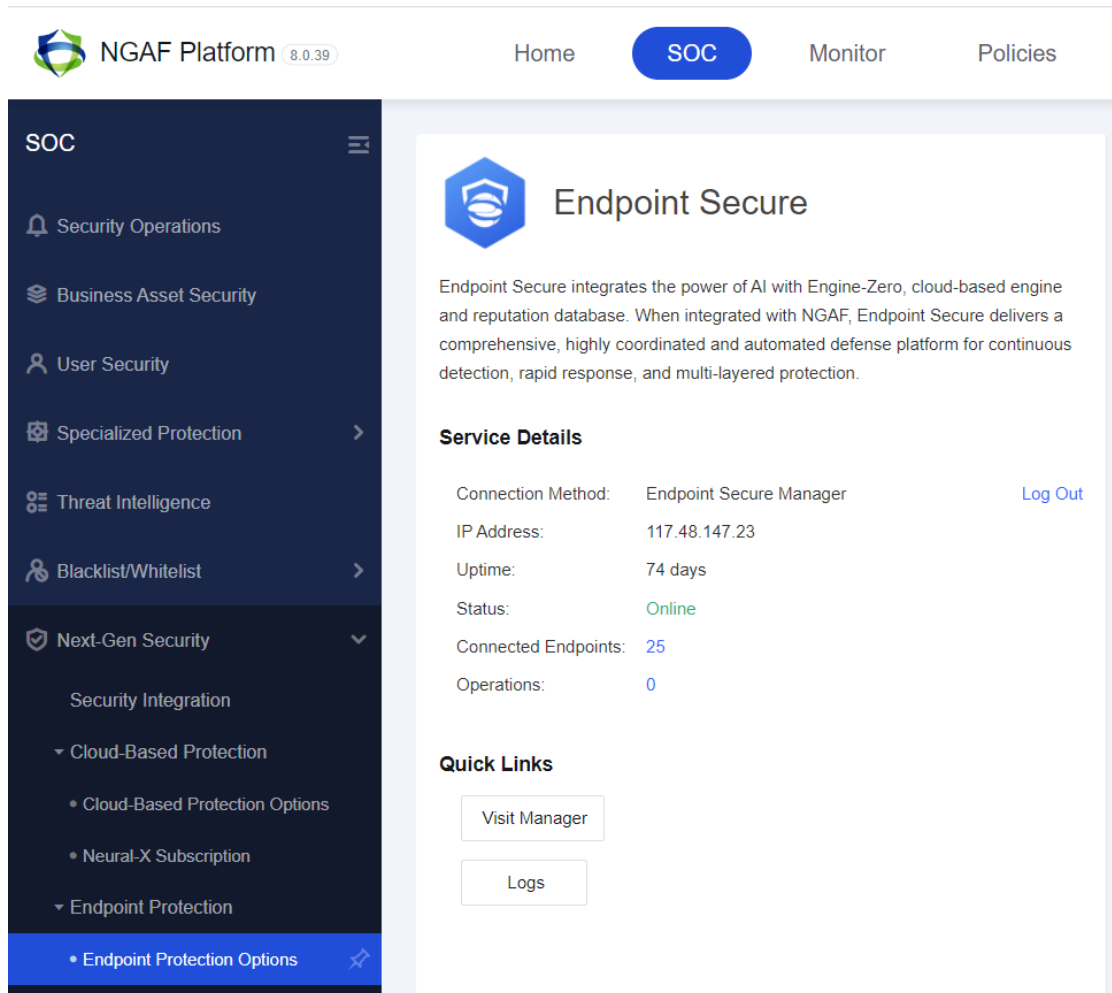 NGAF Platform 8.0.39
Home
SOC
Monitor
Policies
SOC
Security Operations
Business Asset Security
User Security
Specialized Protection
Threat Intelligence
Blacklist/Whitelist
Next-Gen Security
Security Integration
Cloud-Based Protection
Cloud-Based Protection Options
Neural-X Subscription
Endpoint Protection
Endpoint Protection Options
Endpoint Secure
Endpoint Secure integrates the power of AI with Engine-Zero, cloud-based engine
and reputation database. When integrated with NGAF, Endpoint Secure delivers a
comprehensive, highly coordinated and automated defense platform for continuous
detection, rapid response, and multi-layered protection.
Service Details
Connection Method: Endpoint Secure Manager Log Out
IP Address: 117.48.147.23
Uptime: 74 days
Status: Online
Connected Endpoints: 25
Operations: 0
Quick Links
Visit Manager
Logs